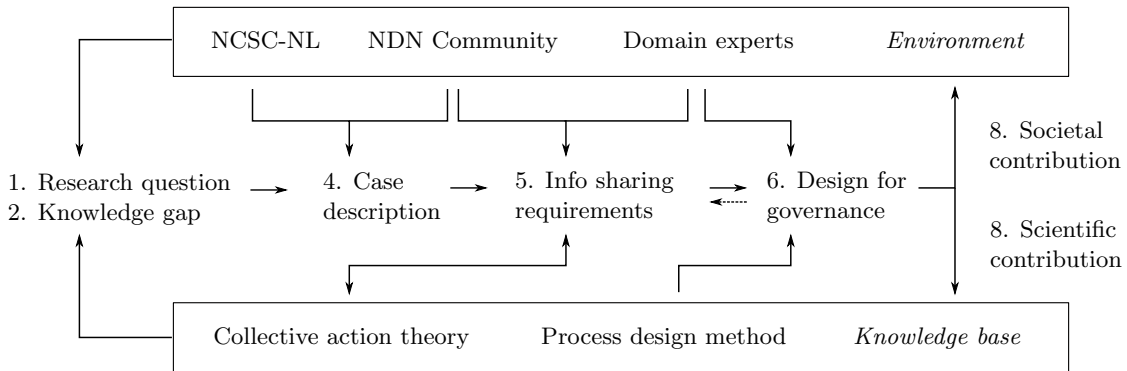 NCSC-NL NDN Community Domain experts Environment
8. Societal
contribution
1. Research question
2. Knowledge gap
4. Case
description
5. Info sharing
requirements
6. Design for
governance
8. Scientific
contribution
Collective action theory Process design method Knowledge base